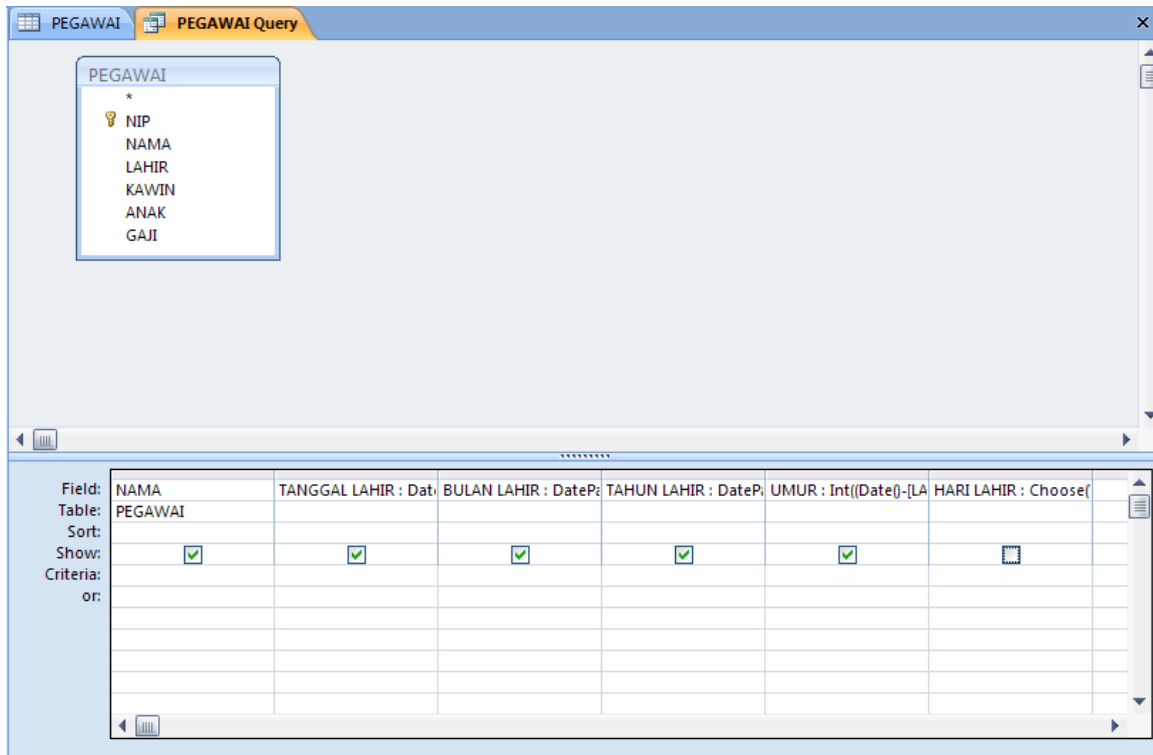 PEGAWAI PEGAWAI Query
PEGAWAI
*
NIP
NAMA
LAHIR
KAWIN
ANAK
GAJI
Field: NAMA TANGGAL LAHIR : Dat BULAN LAHIR : DatePa TAHUN LAHIR : DateP UMUR : Int((Date()-[LA HARI LAHIR : Choose(
Table: PEGAWAI
Sort:
Show:
Criteria:
or: